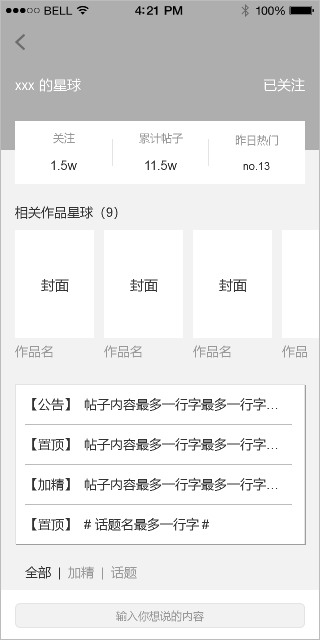 BELL 4:21 PM 100%
xxx 的星球 已关注
关注 累计帖子 昨日热门
1.5w 11.5w no.13
相关作品星球（9）
封面 封面 封面
作品名 作品名 作品名 作品
【公告】 帖子内容最多一行字最多一行字...
【置顶】 帖子内容最多一行字最多一行字...
【加精】 帖子内容最多一行字最多一行字...
【置顶】 # 话题名最多一行字 #
全部 | 加精 | 话题
输入你想说的内容